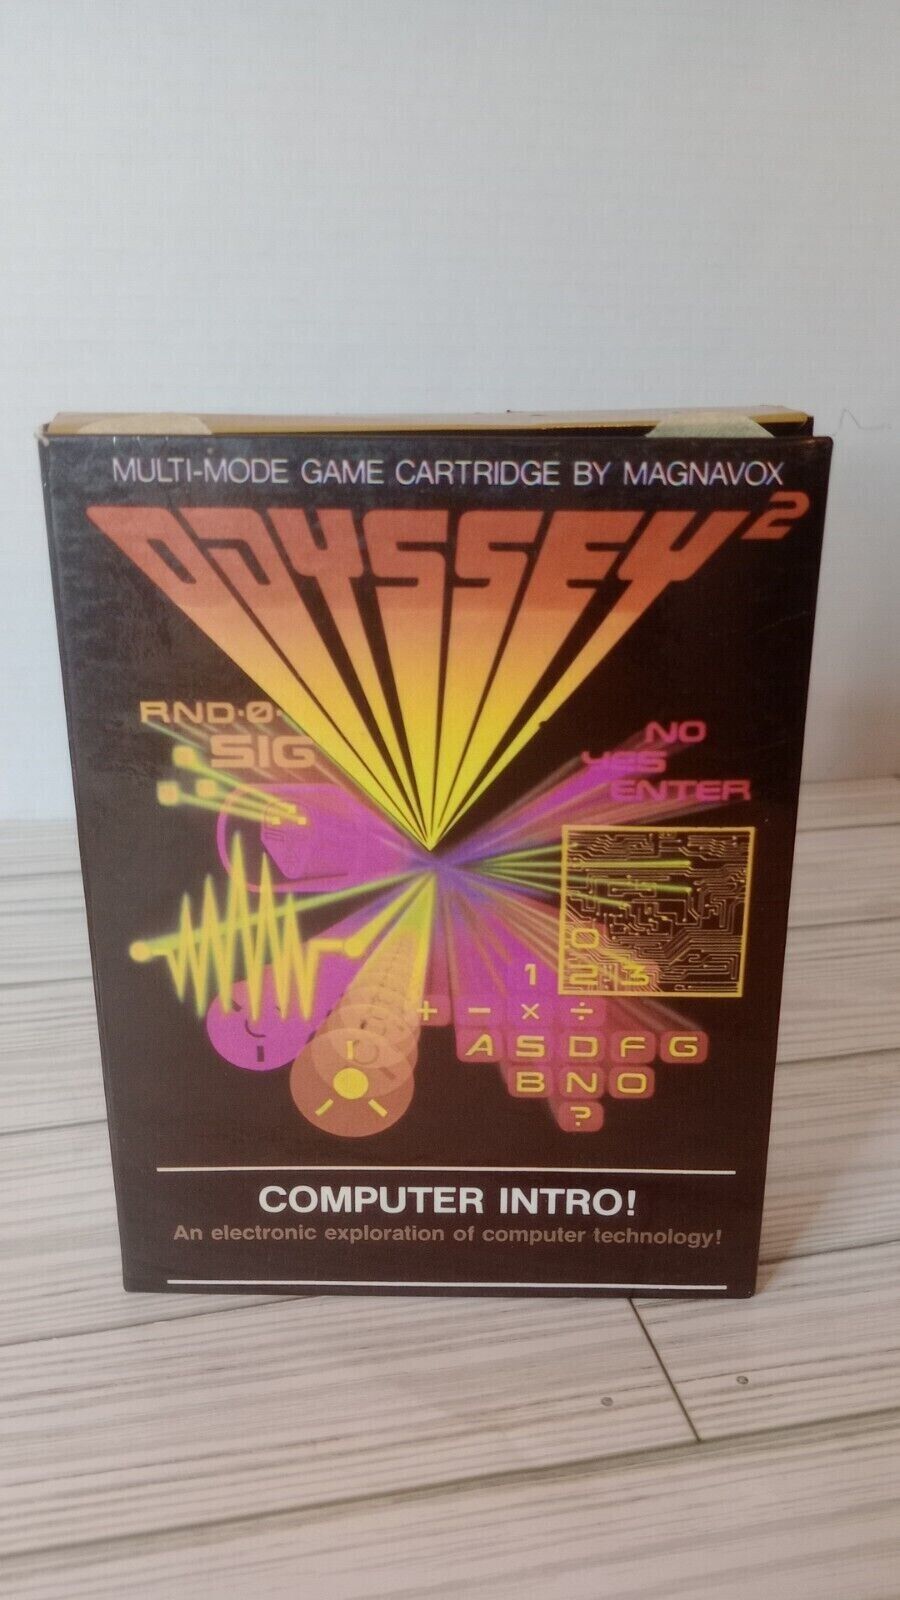 MULTI-MODE GAME CARTRIDGE BY MAGNAVOX
ODYSSEY²
RND·0·
SIG
NO
YES
ENTER
0
1 2 3
+ - × ÷
A S D F G
B N O
?
COMPUTER INTRO!
An electronic exploration of computer technology!